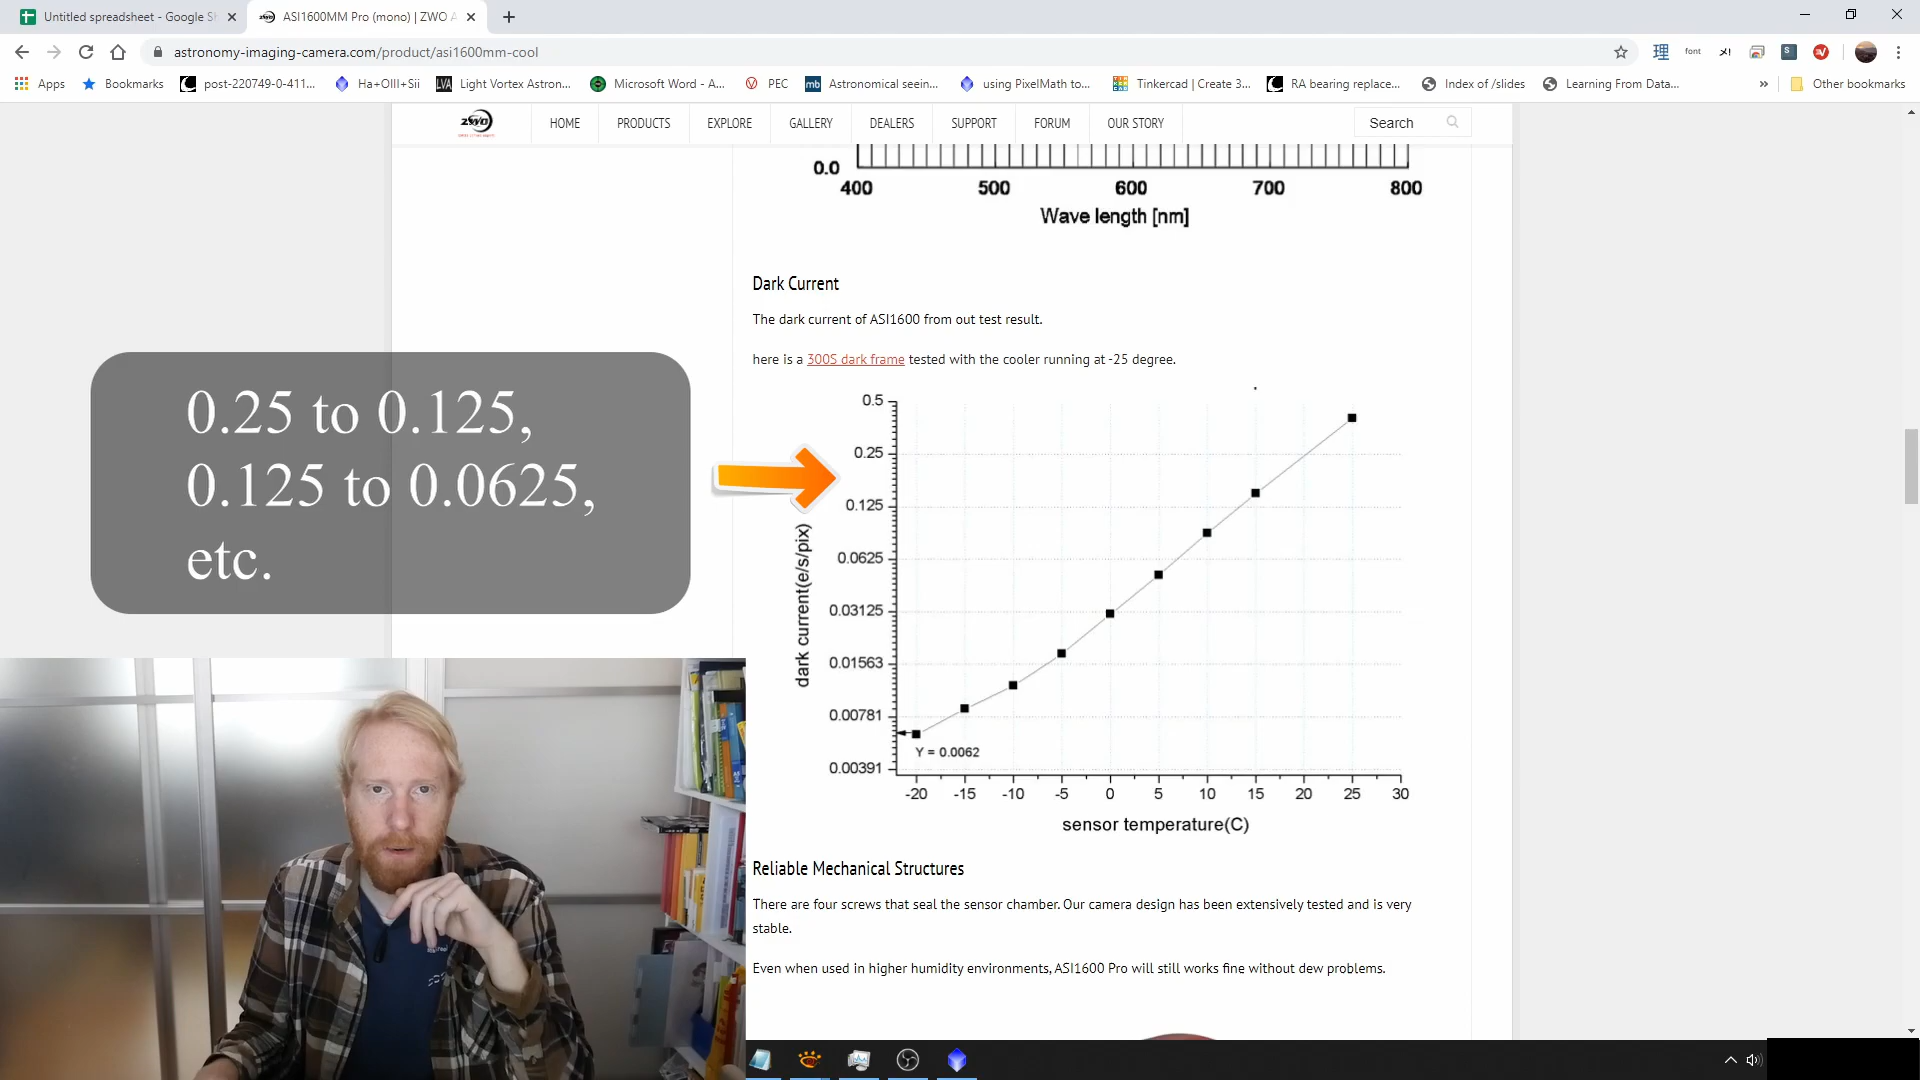 Untitled spreadsheet - Google Sh
ASI1600MM Pro (mono) | ZWO A
astronomy-imaging-camera.com/product/asi1600mm-cool
理
font
Apps
Bookmarks
post-220749-0-411...
Ha+OIII+Sii
LVA Light Vortex Astron...
Microsoft Word - A...
PEC
mb Astronomical seein...
using PixelMath to...
Tinkercad | Create 3...
RA bearing replace...
Index of /slides
Learning From Data...
»
Other bookmarks
ZWO
HOME
PRODUCTS
EXPLORE
GALLERY
DEALERS
SUPPORT
FORUM
OUR STORY
Search
0.0
400 500 600 700 800
Wave length [nm]
Dark Current
The dark current of ASI1600 from out test result.
here is a 300S dark frame tested with the cooler running at -25 degree.
0.25 to 0.125,
0.125 to 0.0625,
etc.
0.5
0.25
0.125
0.0625
0.03125
0.01563
0.00781
0.00391
dark current(e/s/pix)
Y = 0.0062
-20 -15 -10 -5 0 5 10 15 20 25 30
sensor temperature(C)
Reliable Mechanical Structures
There are four screws that seal the sensor chamber. Our camera design has been extensively tested and is very
stable.
Even when used in higher humidity environments, ASI1600 Pro will still works fine without dew problems.